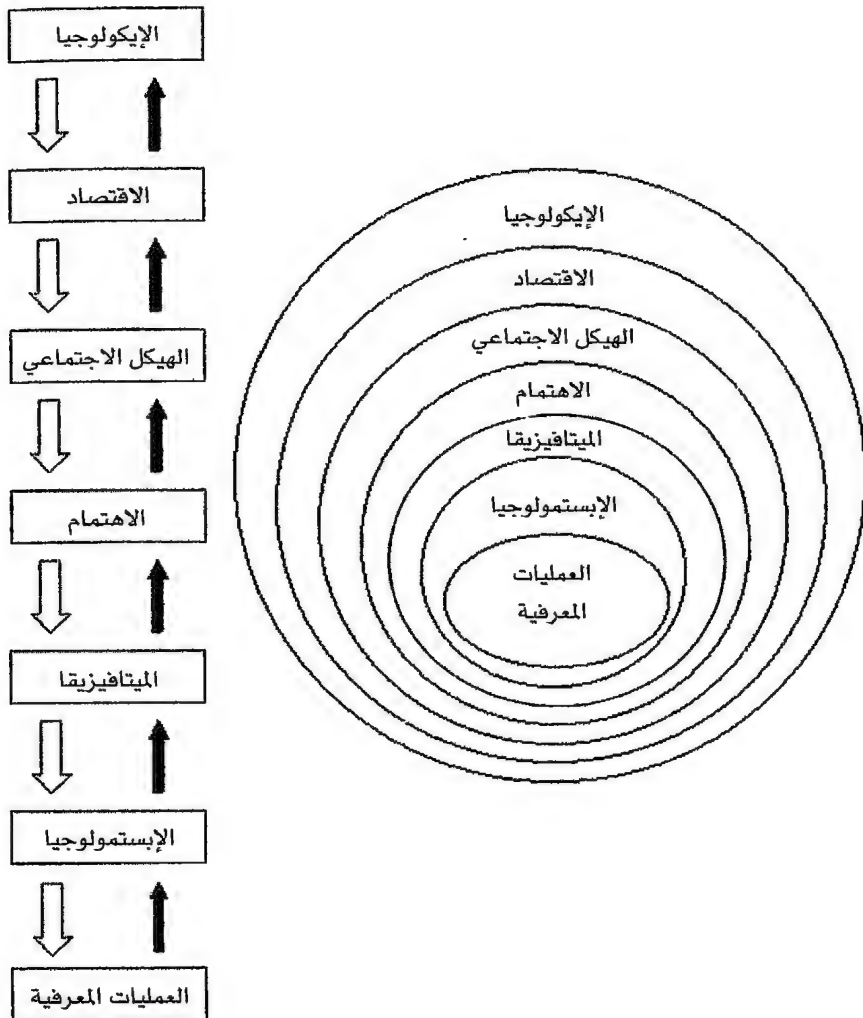 الإيكولوجيا
الاقتصاد
الهيكل الاجتماعي
الاهتمام
الميتافيزيقا
الإبستمولوجيا
العمليات المعرفية
الإيكولوجيا
الاقتصاد
الهيكل الاجتماعي
الاهتمام
الميتافيزيقا
الإبستمولوجيا
العمليات
المعرفية